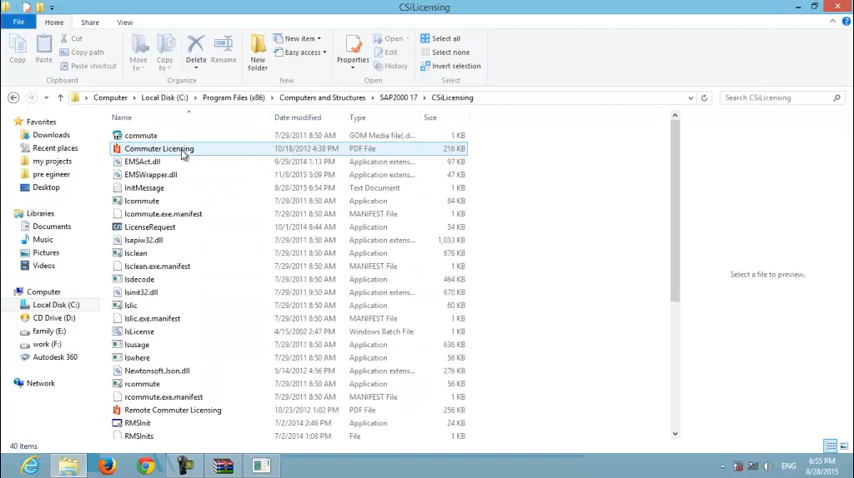 CSiLicensing
File Home Share View
Copy Paste Cut Copy path Paste shortcut Move to Copy to Delete Rename New folder New item Easy access Properties Open Edit History Select all Select none Invert selection
Clipboard Organize New Open Select
Computer Local Disk (C:) Program Files (x86) Computers and Structures SAP2000 17 CSiLicensing Search CSiLicensing
Favorites
Downloads
Recent places
my projects
pre egineer
Desktop
Libraries
Documents
Music
Pictures
Videos
Computer
Local Disk (C:)
CD Drive (D:)
family (E:)
work (F:)
Autodesk 360
Network
Name Date modified Type Size
commute 7/29/2011 8:50 AM GOM Media file(.d... 1 KB
Commuter Licensing 10/18/2012 4:38 PM PDF File 216 KB
EMSAct.dll 9/29/2014 1:13 PM Application extens... 97 KB
EMSWrapper.dll 11/8/2013 5:09 PM Application extens... 47 KB
InitMessage 8/28/2015 6:54 PM Text Document 1 KB
lcommute 7/29/2011 8:50 AM Application 84 KB
lcommute.exe.manifest 7/29/2011 8:50 AM MANIFEST File 1 KB
LicenseRequest 10/1/2014 8:44 AM Application 34 KB
lsapiw32.dll 7/29/2011 8:50 AM Application extens... 1,033 KB
lsclean 7/29/2011 8:50 AM Application 676 KB
lsclean.exe.manifest 7/29/2011 8:50 AM MANIFEST File 1 KB
lsdecode 7/29/2011 8:50 AM Application 464 KB
lsinit32.dll 7/29/2011 9:50 AM Application extens... 670 KB
lslic 7/29/2011 8:50 AM Application 60 KB
lslic.exe.manifest 7/29/2011 8:50 AM MANIFEST File 1 KB
lsLicense 4/15/2002 2:47 PM Windows Batch File 1 KB
lsusage 7/29/2011 8:50 AM Application 636 KB
lswhere 7/29/2011 8:50 AM Application 56 KB
Newtonsoft.Json.dll 5/14/2012 4:56 PM Application extens... 276 KB
rcommute 7/29/2011 8:50 AM Application 56 KB
rcommute.exe.manifest 7/29/2011 8:50 AM MANIFEST File 1 KB
Remote Commuter Licensing 10/23/2012 1:02 PM PDF File 256 KB
RMSInit 7/2/2014 2:46 PM Application 24 KB
RMSInits 7/2/2014 1:08 PM File 1 KB
Select a file to preview.
40 items
ENG 6:55 PM
8/28/2015